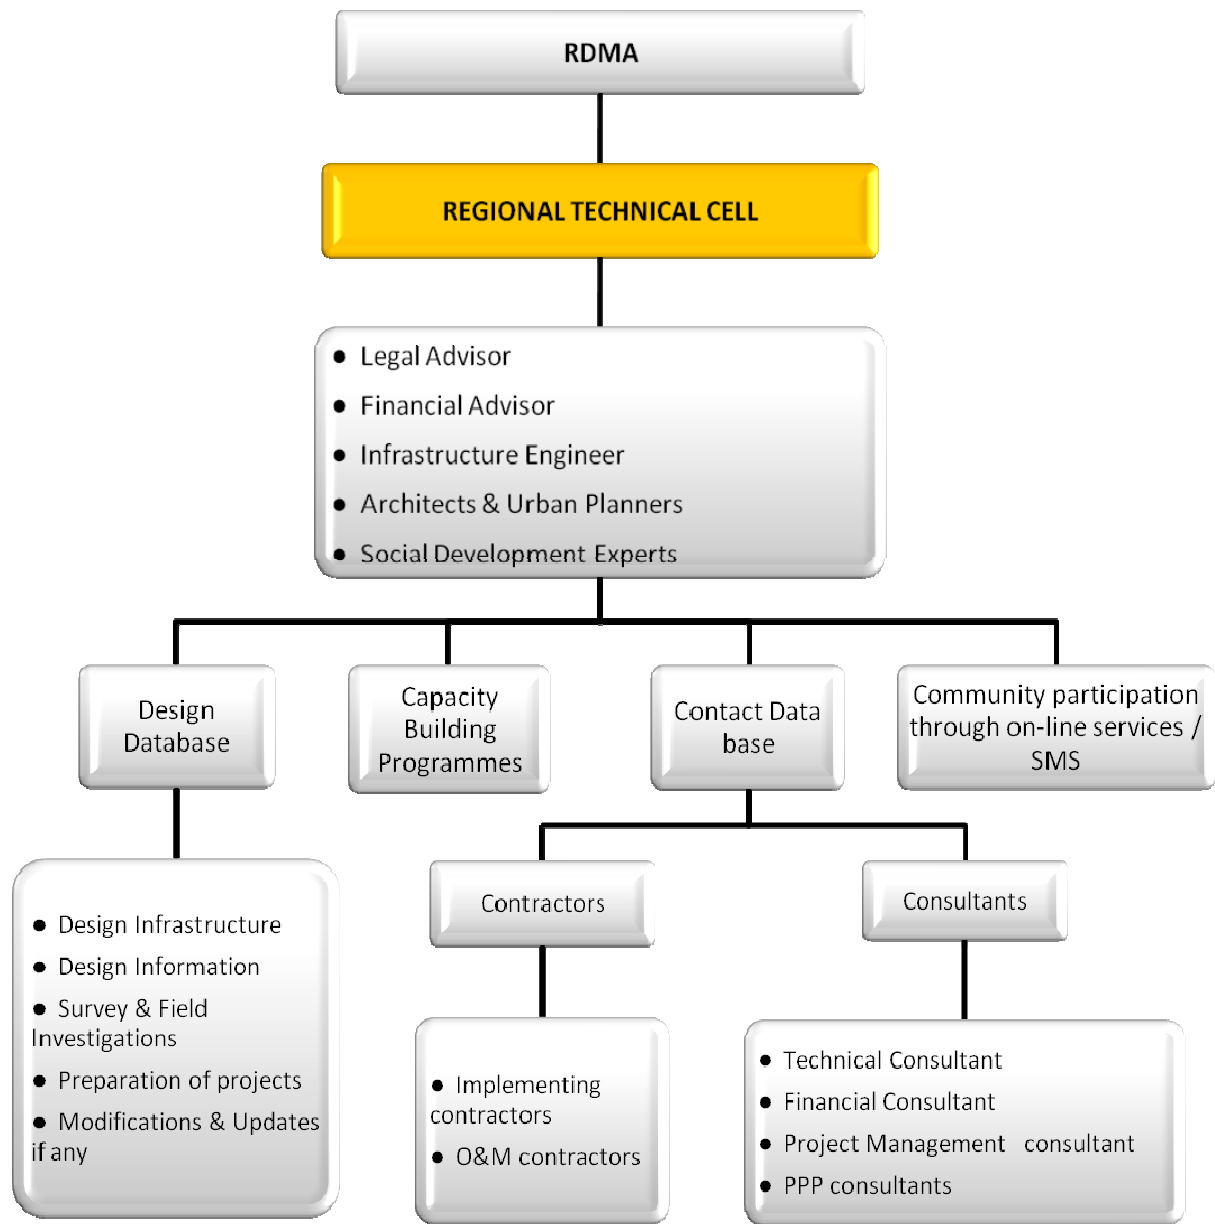 RDMA
REGIONAL TECHNICAL CELL
● Legal Advisor
● Financial Advisor
● Infrastructure Engineer
● Architects & Urban Planners
● Social Development Experts
Design
Database
Capacity
Building
Programmes
Contact Data
base
Community participation
through on-line services /
SMS
Contractors
Consultants
● Design Infrastructure
● Design Information
● Survey & Field
Investigations
● Preparation of projects
● Modifications & Updates
if any
● Implementing
contractors
● O&M contractors
● Technical Consultant
● Financial Consultant
● Project Management consultant
● PPP consultants